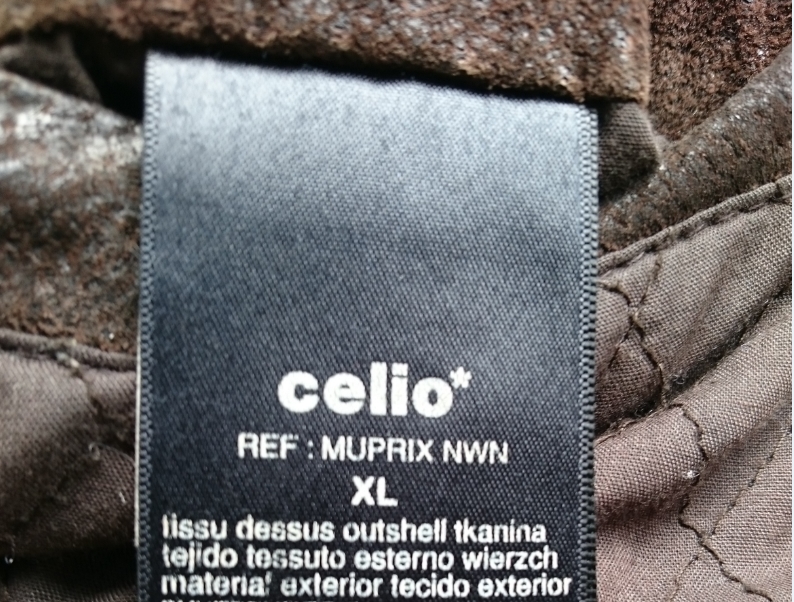 celio*
REF : MUPRIX NWN
XL
tissu dessus outshell tkanina
tejido tessuto esterno wierzch
material exterior tecido exterior